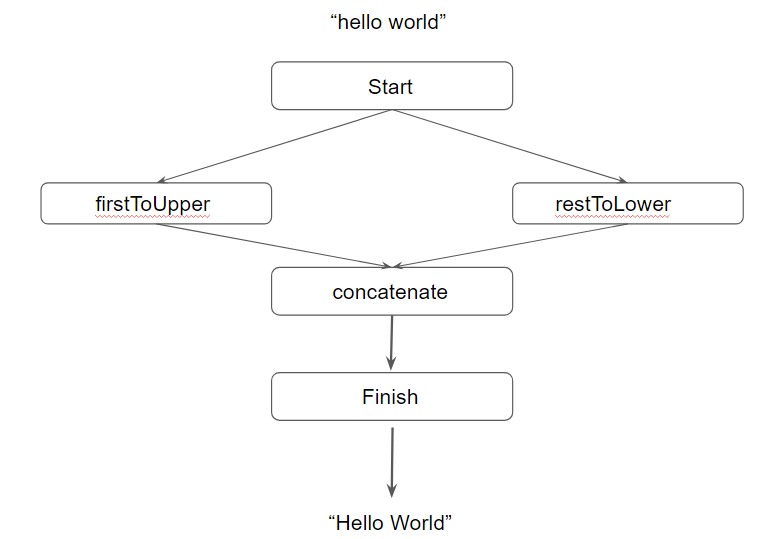 “hello world”
Start
firstToUpper
restToLower
concatenate
Finish
“Hello World”